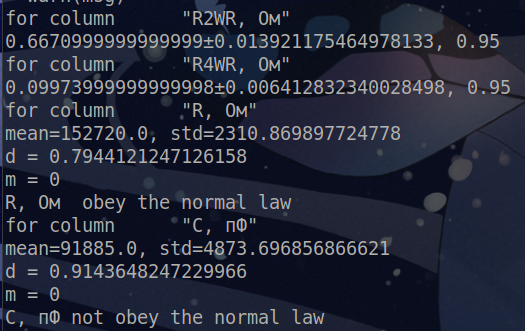 warn(msg)
for column      "R2WR, Ом"
0.6670999999999999±0.013921175464978133, 0.95
for column      "R4WR, Ом"
0.09973999999999998±0.006412832340028498, 0.95
for column      "R, Ом"
mean=152720.0, std=2310.869897724778
d = 0.7944121247126158
m = 0
R, Ом  obey the normal law
for column      "C, пФ"
mean=91885.0, std=4873.696856866621
d = 0.9143648247229966
m = 0
C, пФ not obey the normal law